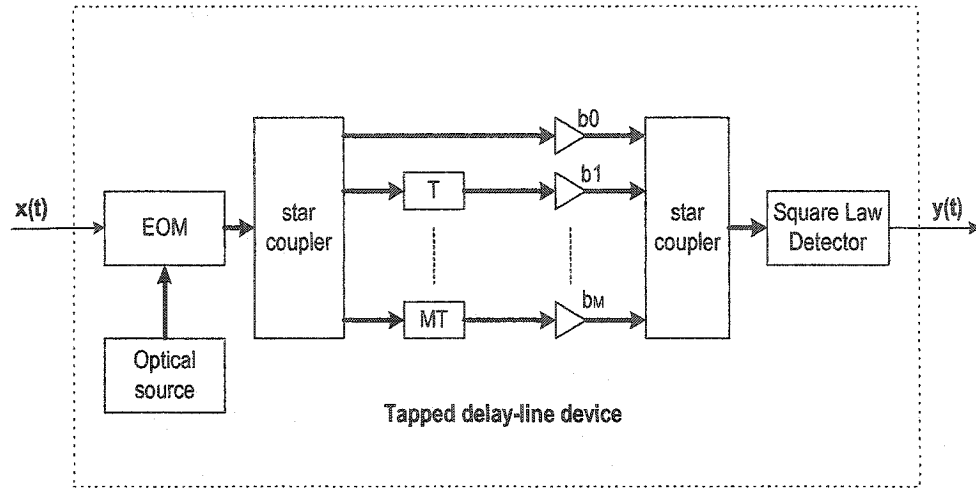 b0
b1
T
x(t)
EOM
star
coupler
star
coupler
Square Law
Detector
y(t)
MT
bM
Optical
source
Tapped delay-line device